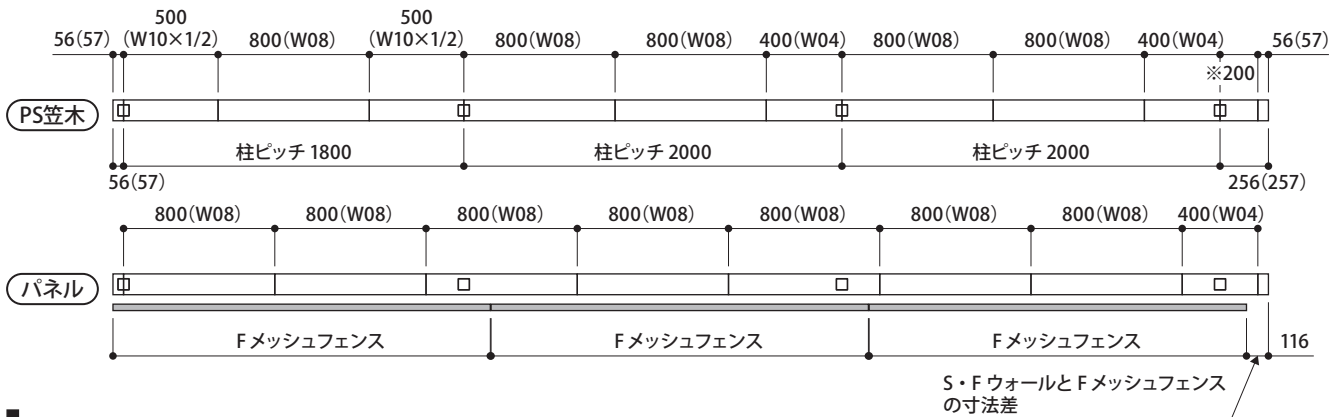 500 500
56(57) (W10×1/2) 800(W08) (W10×1/2) 800(W08) 800(W08) 400(W04) 800(W08) 800(W08) 400(W04) 56(57)
※200
PS笠木
柱ピッチ 1800 柱ピッチ 2000 柱ピッチ 2000
56(57) 256(257)
800(W08) 800(W08) 800(W08) 800(W08) 800(W08) 800(W08) 800(W08) 400(W04)
パネル
Fメッシュフェンス Fメッシュフェンス Fメッシュフェンス 116
S・FウォールとFメッシュフェンス
の寸法差